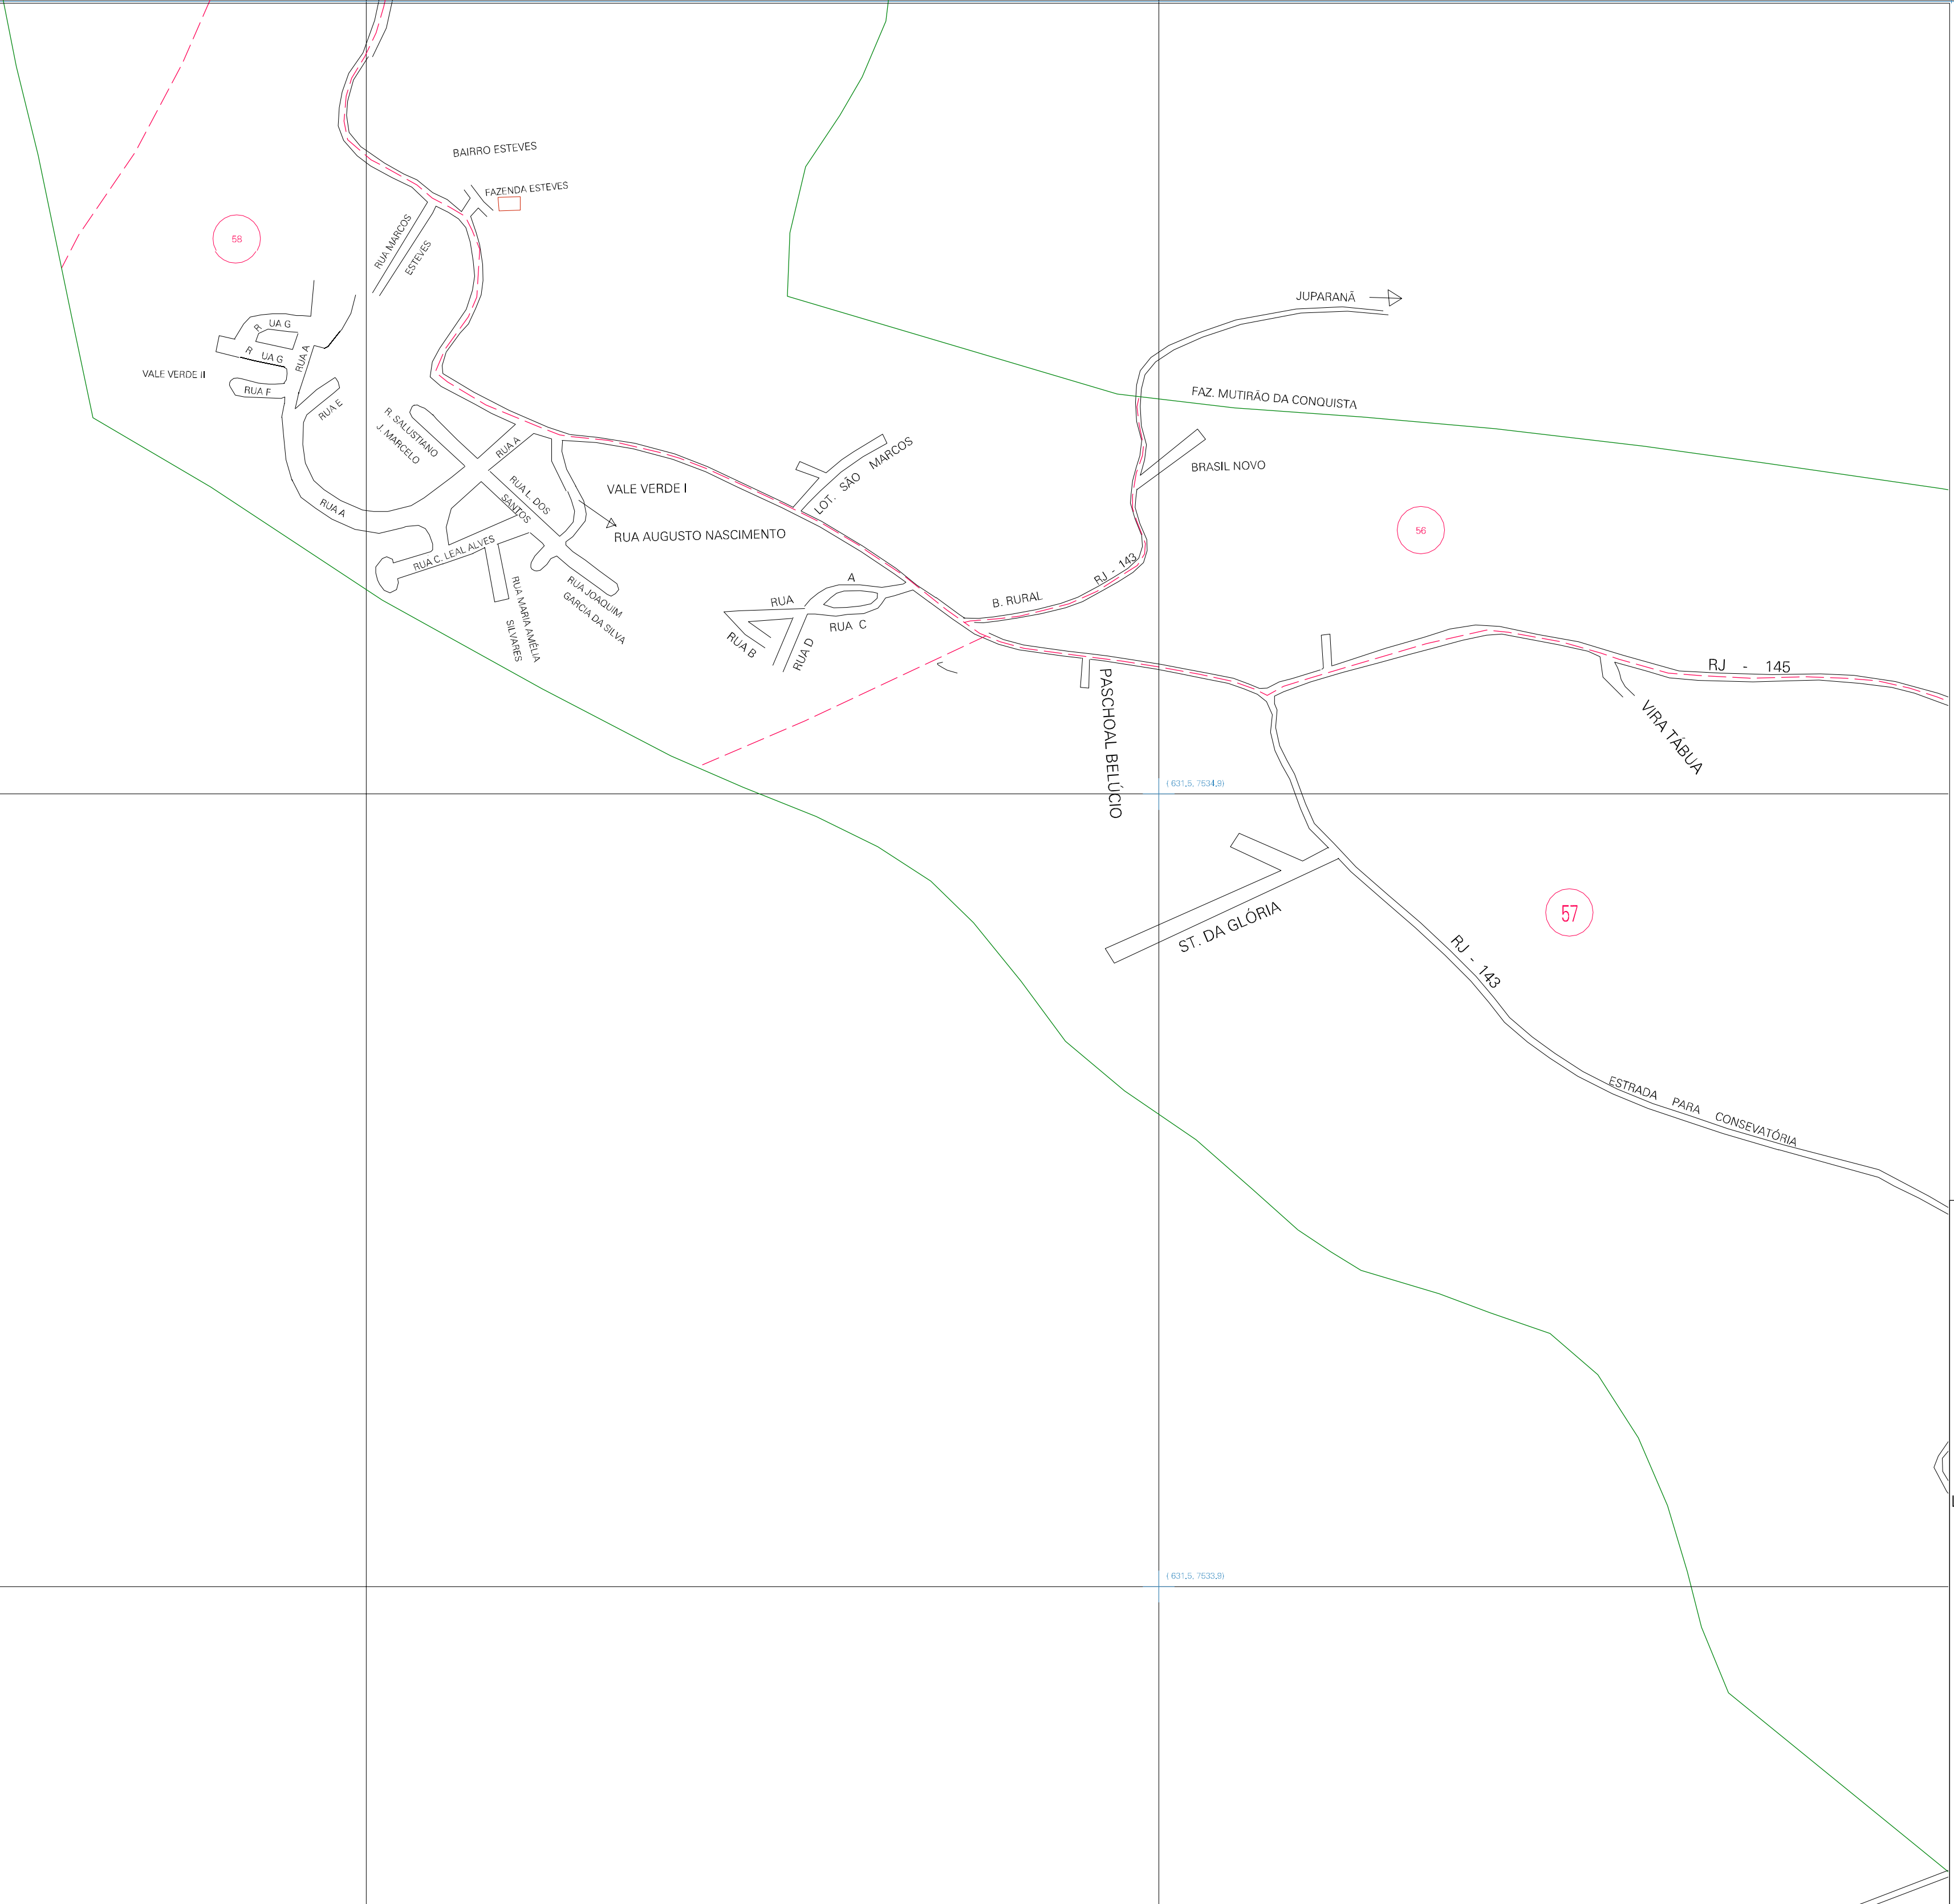 BAIRRO ESTEVES
FAZENDA ESTEVES
58
RUA MARCOS
ESTEVES
JUPARANÃ
R UA G
R UA G
RUA A
VALE VERDE II
RUA F
RUA E
R. SALUSTIANO
J. MARCELO
RUA A
FAZ. MUTIRÃO DA CONQUISTA
LOT. SÃO MARCOS
BRASIL NOVO
RUA L. DOS
SANTOS
VALE VERDE I
RUA A
RUA AUGUSTO NASCIMENTO
56
RUA C. LEAL ALVES
RUA MARIA AMÉLIA
SILVARES
RUA JOAQUIM
GARCIA DA SILVA
RUA A
RUA B
RUA C
RUA D
B. RURAL
RJ - 143
PASCHOAL BELÚCIO
RJ - 145
VIRA TÁBUA
( 631,5, 7534,9)
ST. DA GLÓRIA
57
RJ - 143
ESTRADA PARA CONSEVATÓRIA
( 631,5, 7533,9)